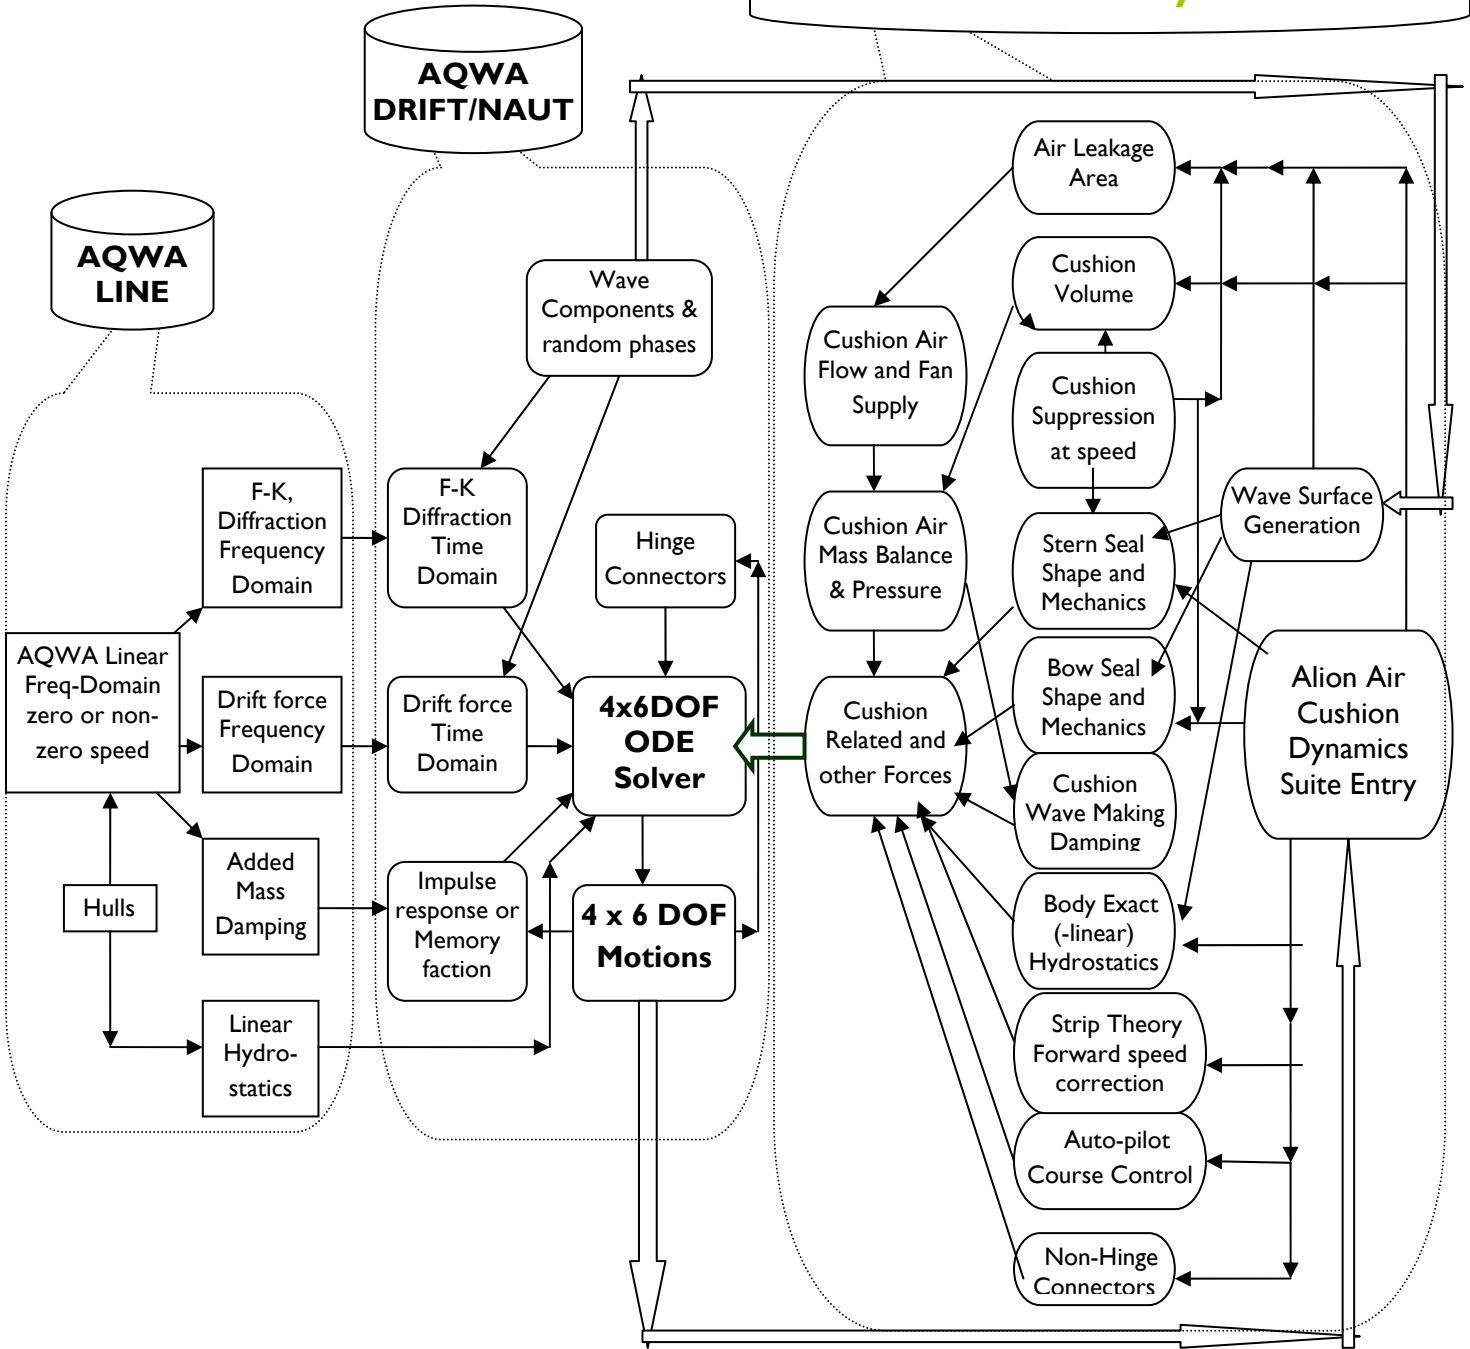 AQWA
DRIFT/NAUT
AQWA
LINE
Wave
Components &
random phases
F-K,
Diffraction
Frequency
Domain
F-K
Diffraction
Time
Domain
Hinge
Connectors
AQWA Linear
Freq-Domain
zero or non-
zero speed
Drift force
Frequency
Domain
Drift force
Time
Domain
4x6DOF
ODE
Solver
Added
Mass
Damping
Hulls
Impulse
response or
Memory
faction
4 x 6 DOF
Motions
Linear
Hydro-
statics
Air Leakage
Area
Cushion
Volume
Cushion Air
Flow and Fan
Supply
Cushion
Suppression
at speed
Wave Surface
Generation
Cushion Air
Mass Balance
& Pressure
Stern Seal
Shape and
Mechanics
Bow Seal
Shape and
Mechanics
Cushion
Related and
other Forces
Alion Air
Cushion
Dynamics
Suite Entry
Cushion
Wave Making
Damping
Body Exact
(-linear)
Hydrostatics
Strip Theory
Forward speed
correction
Auto-pilot
Course Control
Non-Hinge
Connectors